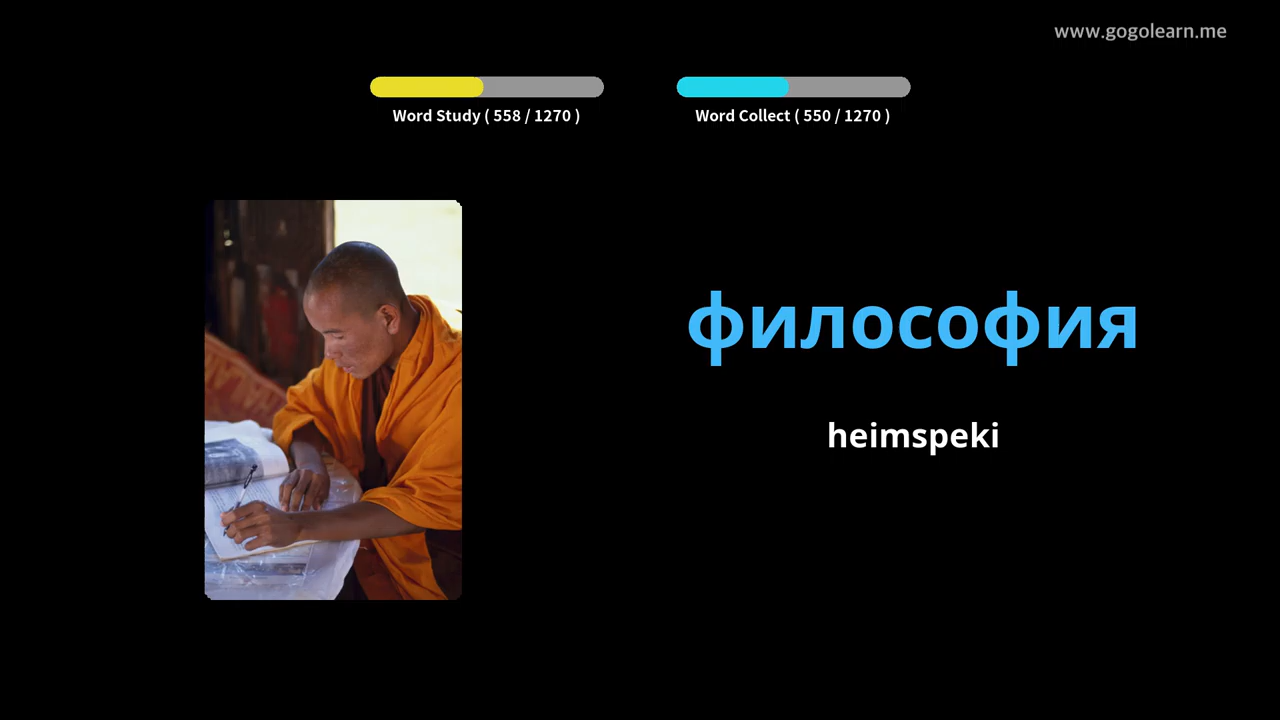 www.gogolearn.me
Word Study ( 558 / 1270 )
Word Collect ( 550 / 1270 )
философия
heimspeki